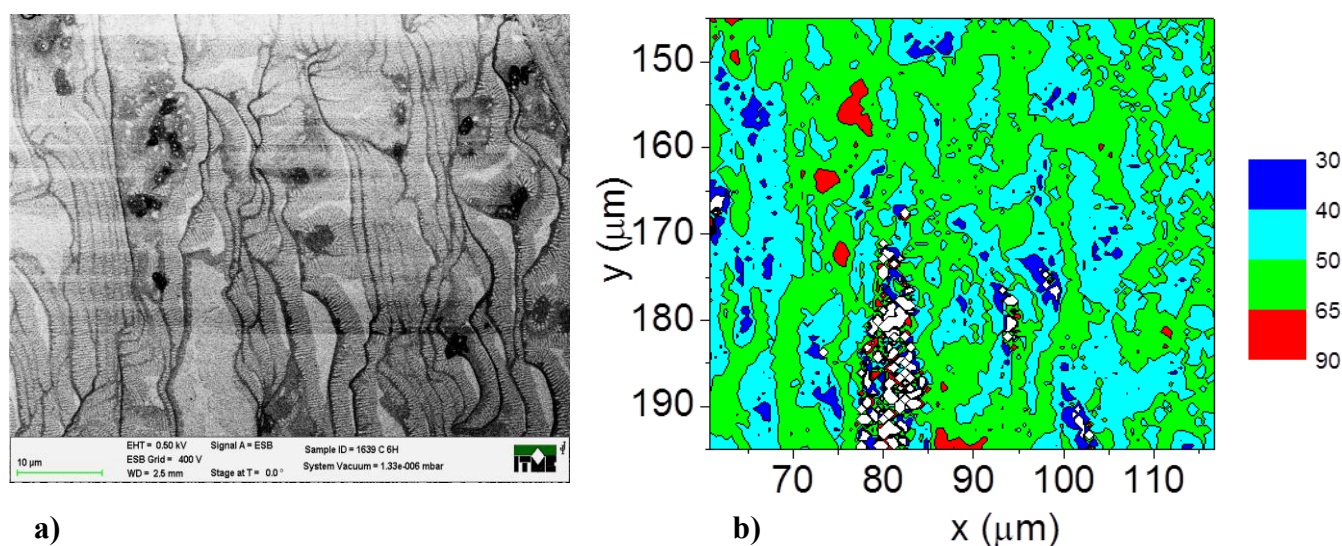 EHT = 0.50 kV Signal A = ESB Sample ID = 1639 C 6H
ESB Grid = 400 V System Vacuum = 1.33e-006 mbar
10 µm WD = 2.5 mm Stage at T = 0.0 ° ITME
a)
150
160
170
180
190
y (µm)
70 80 90 100 110
x (µm)
30
40
50
65
90
b)